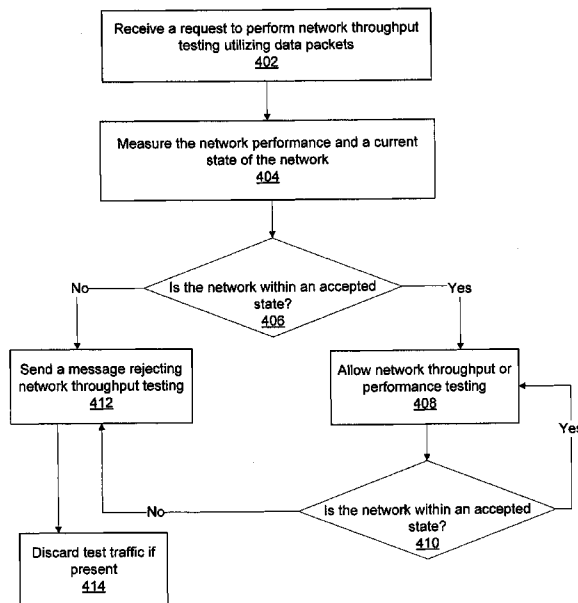 Receive a request to perform network throughput
testing utilizing data packets
402
Measure the network performance and a current
state of the network
404
Is the network within an accepted
state?
406
No
Yes
Send a message rejecting
network throughput testing
412
Allow network throughput or
performance testing
408
Yes
Is the network within an accepted
state?
410
No
Discard test traffic if
present
414